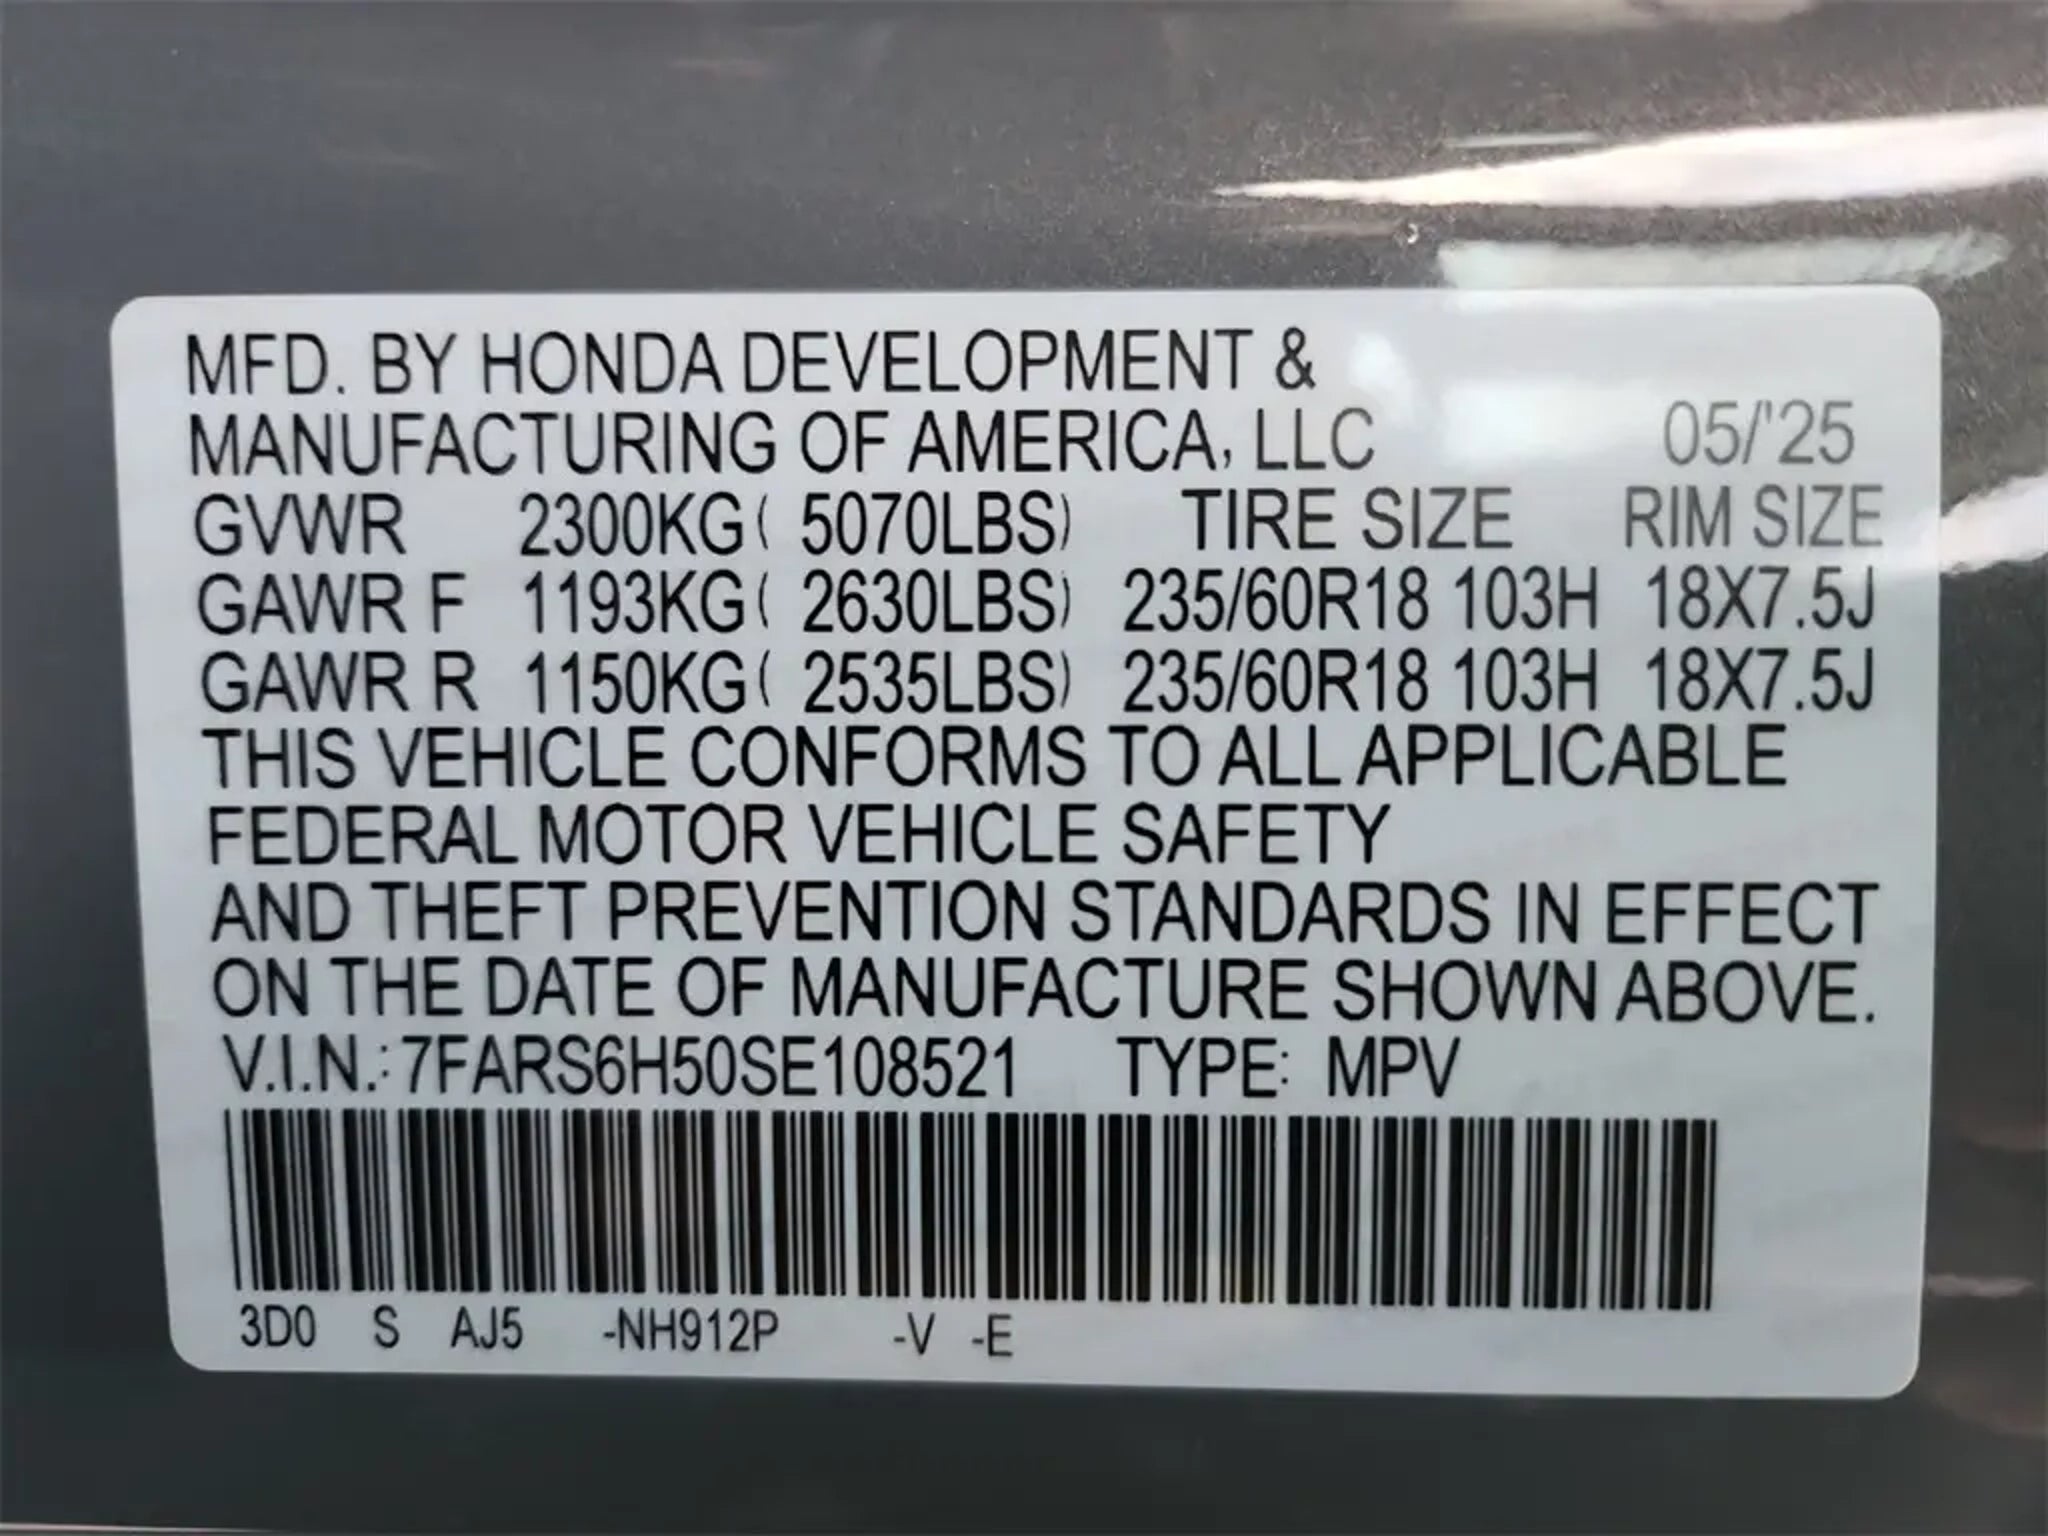 MFD. BY HONDA DEVELOPMENT &
MANUFACTURING OF AMERICA, LLC 05/'25
GVWR 2300KG( 5070LBS) TIRE SIZE RIM SIZE
GAWR F 1193KG( 2630LBS) 235/60R18 103H 18X7.5J
GAWR R 1150KG( 2535LBS) 235/60R18 103H 18X7.5J
THIS VEHICLE CONFORMS TO ALL APPLICABLE
FEDERAL MOTOR VEHICLE SAFETY
AND THEFT PREVENTION STANDARDS IN EFFECT
ON THE DATE OF MANUFACTURE SHOWN ABOVE.
V.I.N.: 7FARS6H50SE108521 TYPE: MPV
3D0 S AJ5 -NH912P -V -E